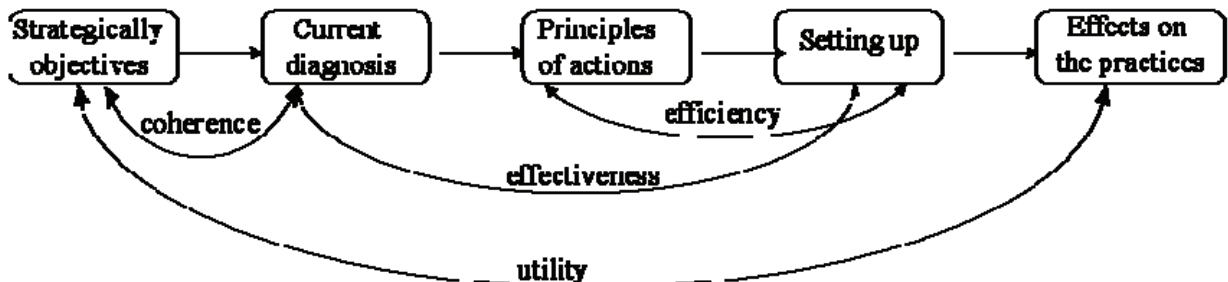 Strategically
objectives
Current
diagnosis
Principles
of actions
Setting up
Effects on
the practices
coherence
efficiency
effectiveness
utility